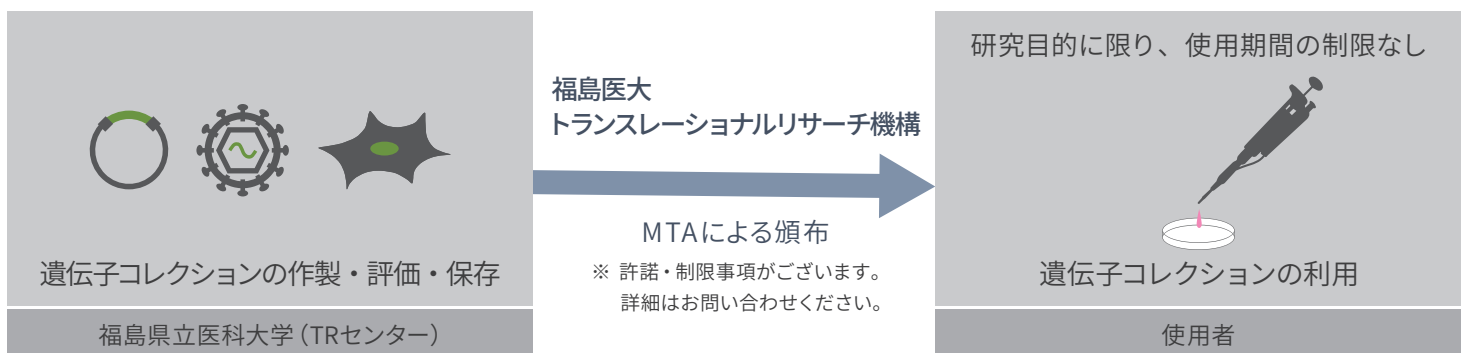 研究目的に限り、使用期間の制限なし
福島医大
トランスレーショナルリサーチ機構
MTAによる頒布
※ 許諾・制限事項がございます。
詳細はお問い合わせください。
遺伝子コレクションの作製・評価・保存
遺伝子コレクションの利用
福島県立医科大学（TRセンター）
使用者